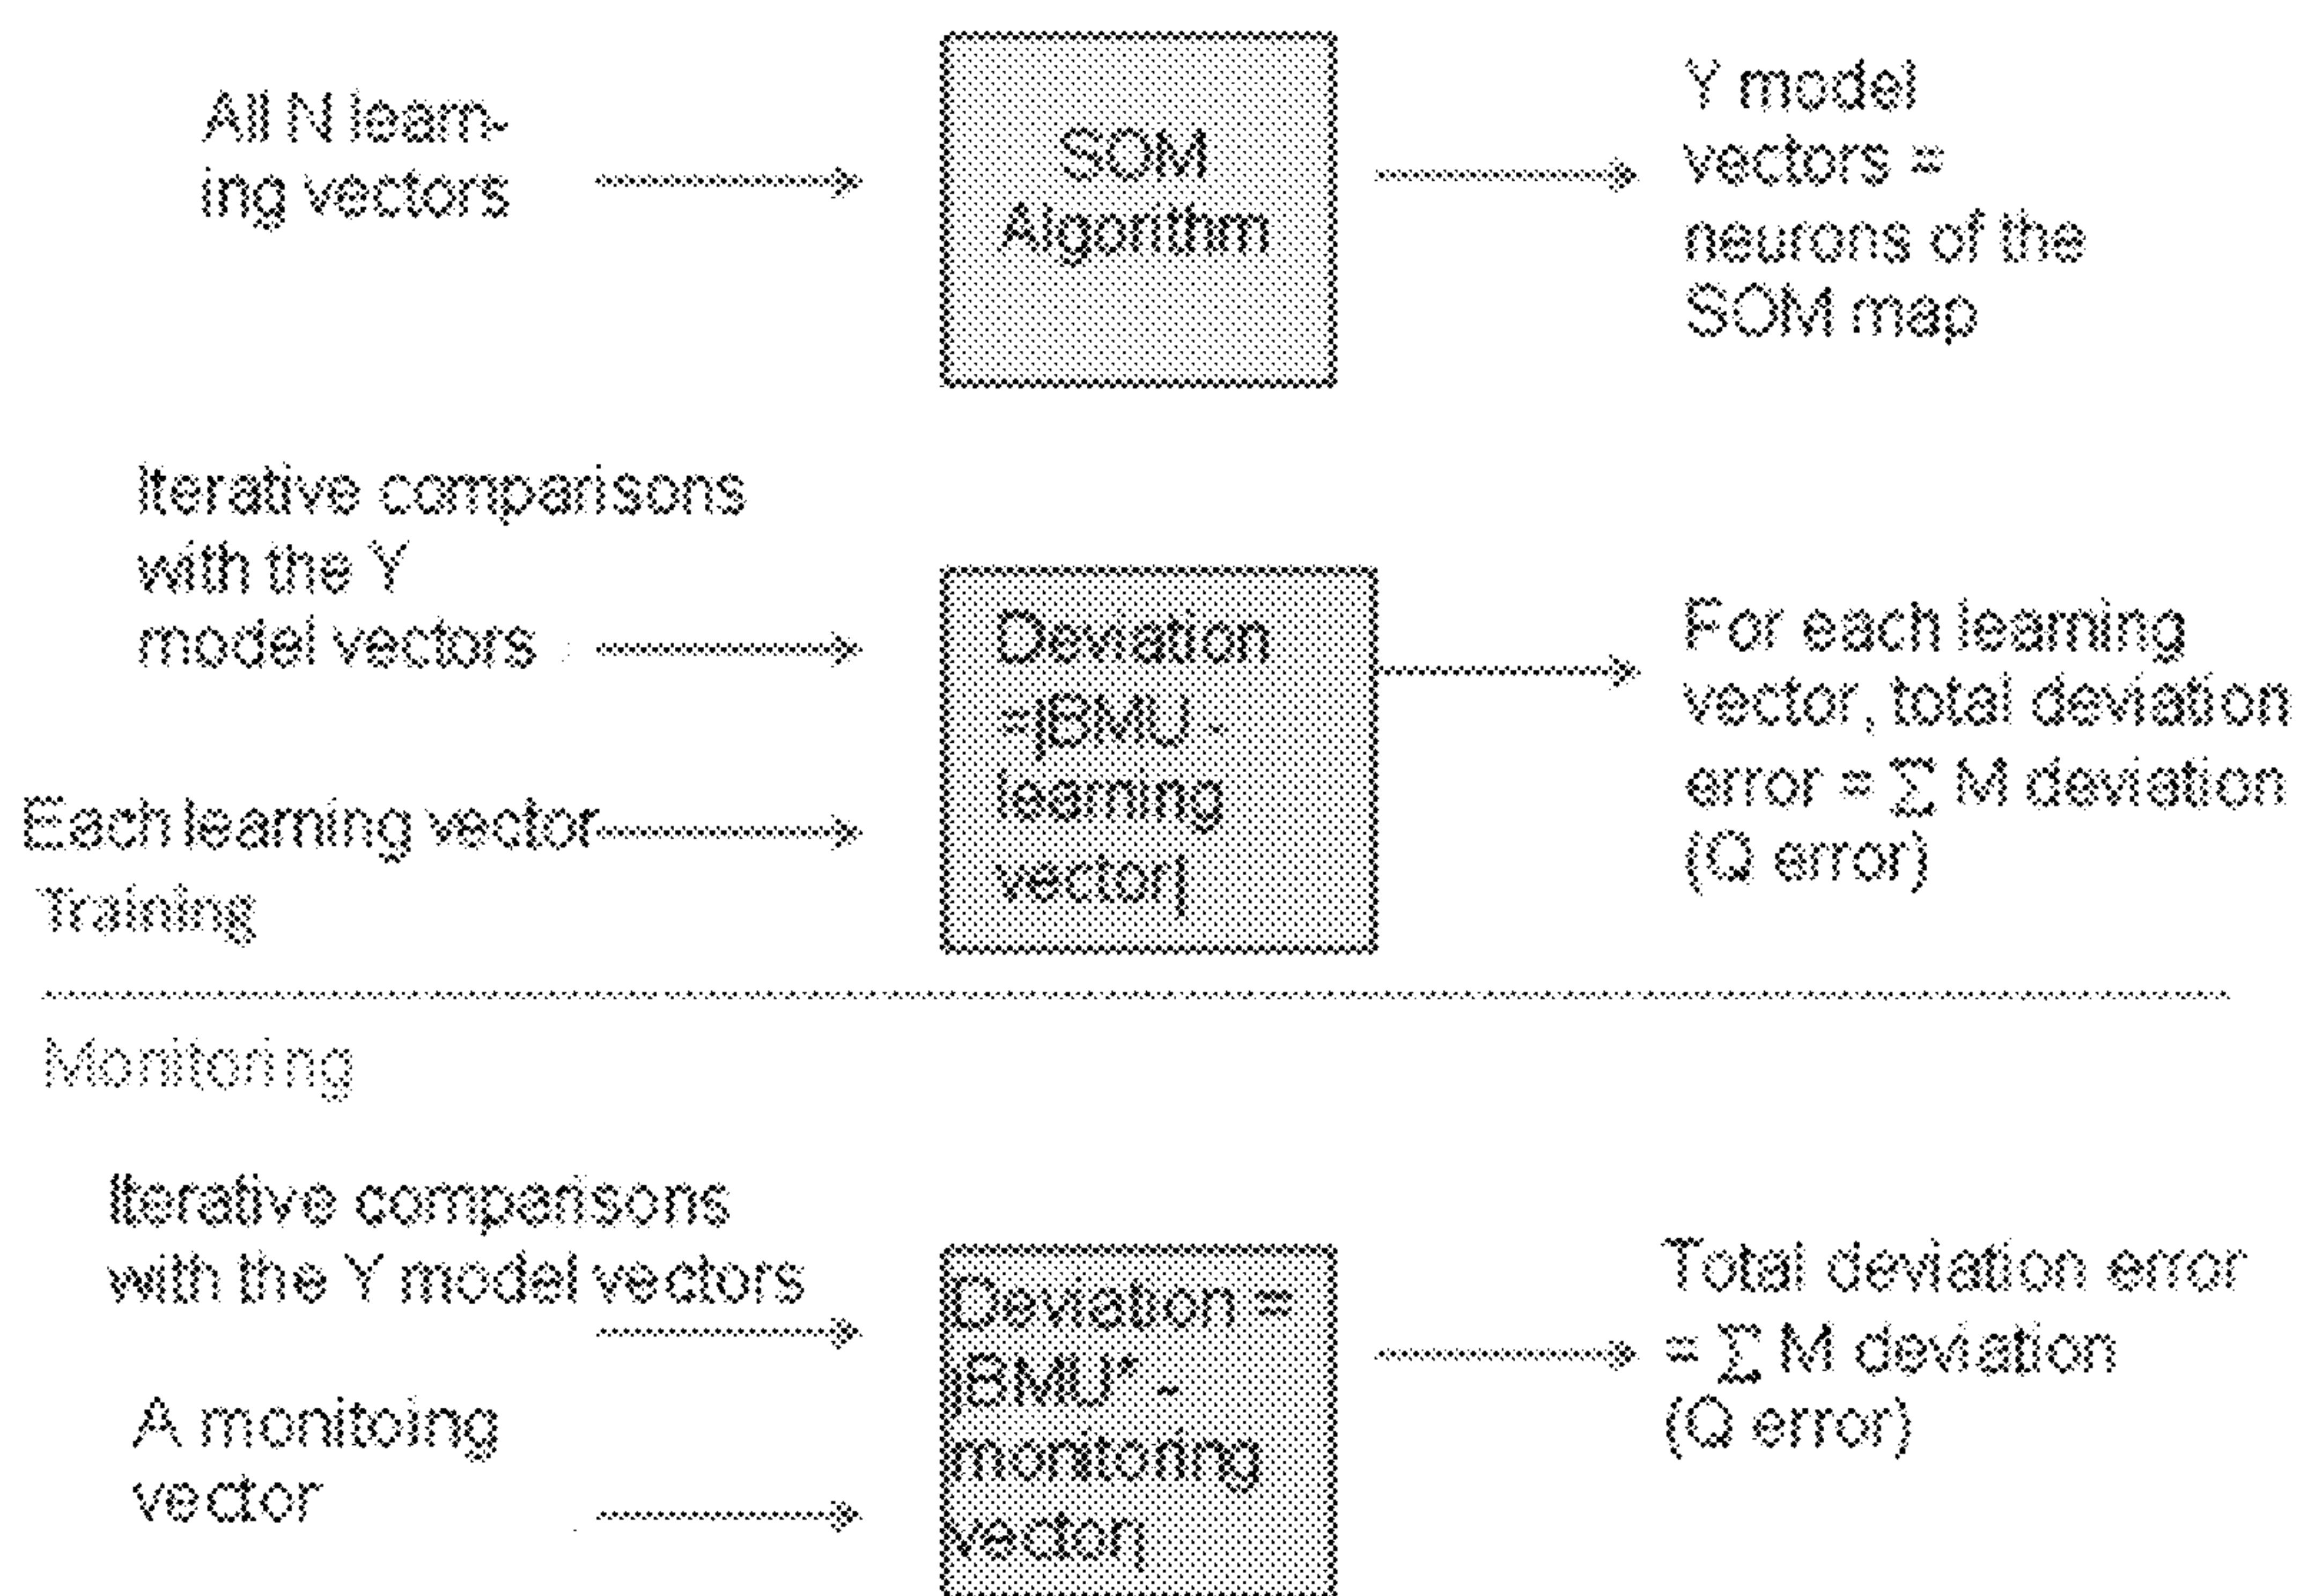 All N learn-
ing vectors
SOM
Algorithm
Y model
vectors =
neurons of the
SOM map
Iterative comparisons
with the Y
model vectors
Each learning vector
Deviation
=|BMU -
learning
vector|
For each learning
vector, total deviation
error = ∑ M deviation
(Q error)
Training
Monitoring
Iterative comparisons
with the Y model vectors
A monitoing
vector
Deviation =
|BMU* -
monitoring
vector|
Total deviation error
= ∑ M deviation
(Q error)